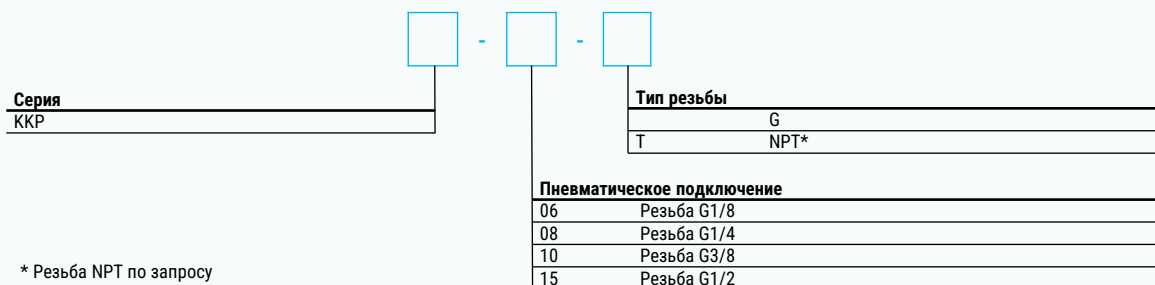 - -
Серия
KKP
Тип резьбы
G
T NPT*
Пневматическое подключение
06 Резьба G1/8
08 Резьба G1/4
10 Резьба G3/8
15 Резьба G1/2
* Резьба NPT по запросу